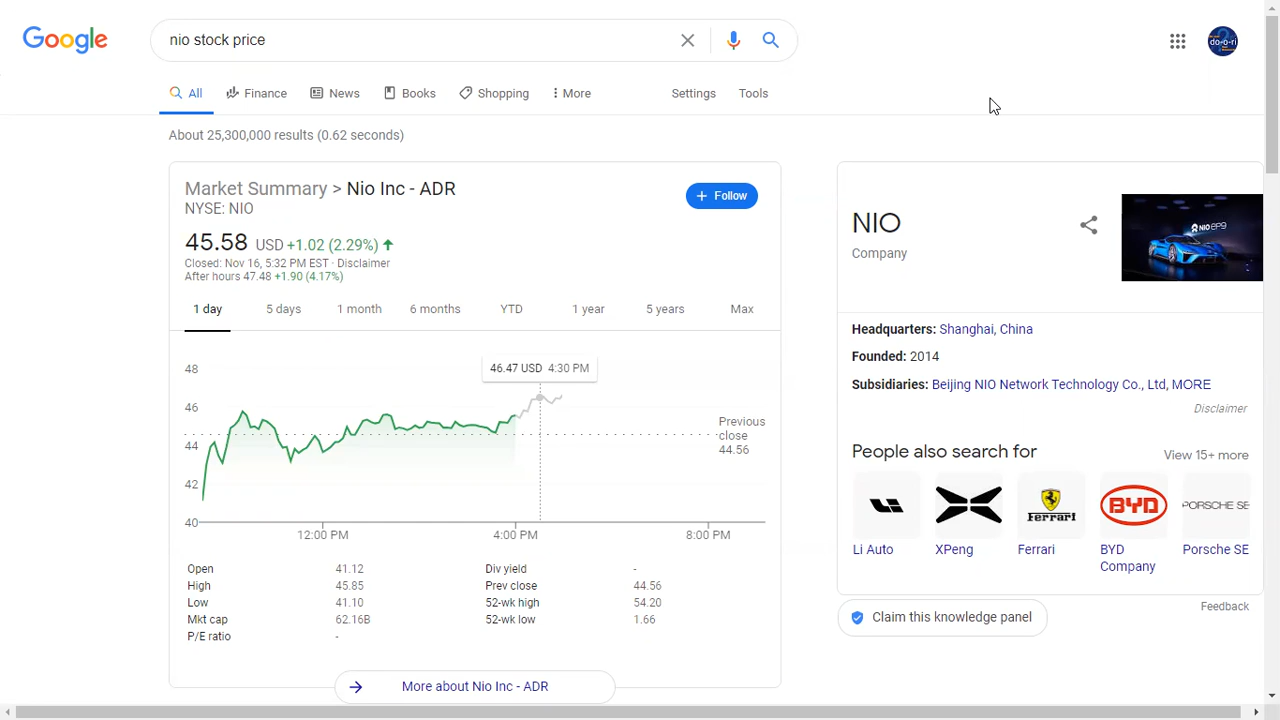 Google
nio stock price
All
Finance
News
Books
Shopping
More
Settings
Tools
do-o-ri
About 25,300,000 results (0.62 seconds)
Market Summary > Nio Inc - ADR
NYSE: NIO
+ Follow
45.58 USD +1.02 (2.29%)
Closed: Nov 16, 5:32 PM EST · Disclaimer
After hours 47.48 +1.90 (4.17%)
1 day
5 days
1 month
6 months
YTD
1 year
5 years
Max
46.47 USD 4:30 PM
48
46
44
42
40
Previous
close
44.56
12:00 PM
4:00 PM
8:00 PM
Open 41.12
High 45.85
Low 41.10
Mkt cap 62.16B
P/E ratio -
Div yield -
Prev close 44.56
52-wk high 54.20
52-wk low 1.66
More about Nio Inc - ADR
NIO
Company
NIO EP9
Headquarters: Shanghai, China
Founded: 2014
Subsidiaries: Beijing NIO Network Technology Co., Ltd, MORE
Disclaimer
People also search for
View 15+ more
Ferrari
BYD
PORSCHE SE
Li Auto
XPeng
Ferrari
BYD
Company
Porsche SE
Feedback
Claim this knowledge panel